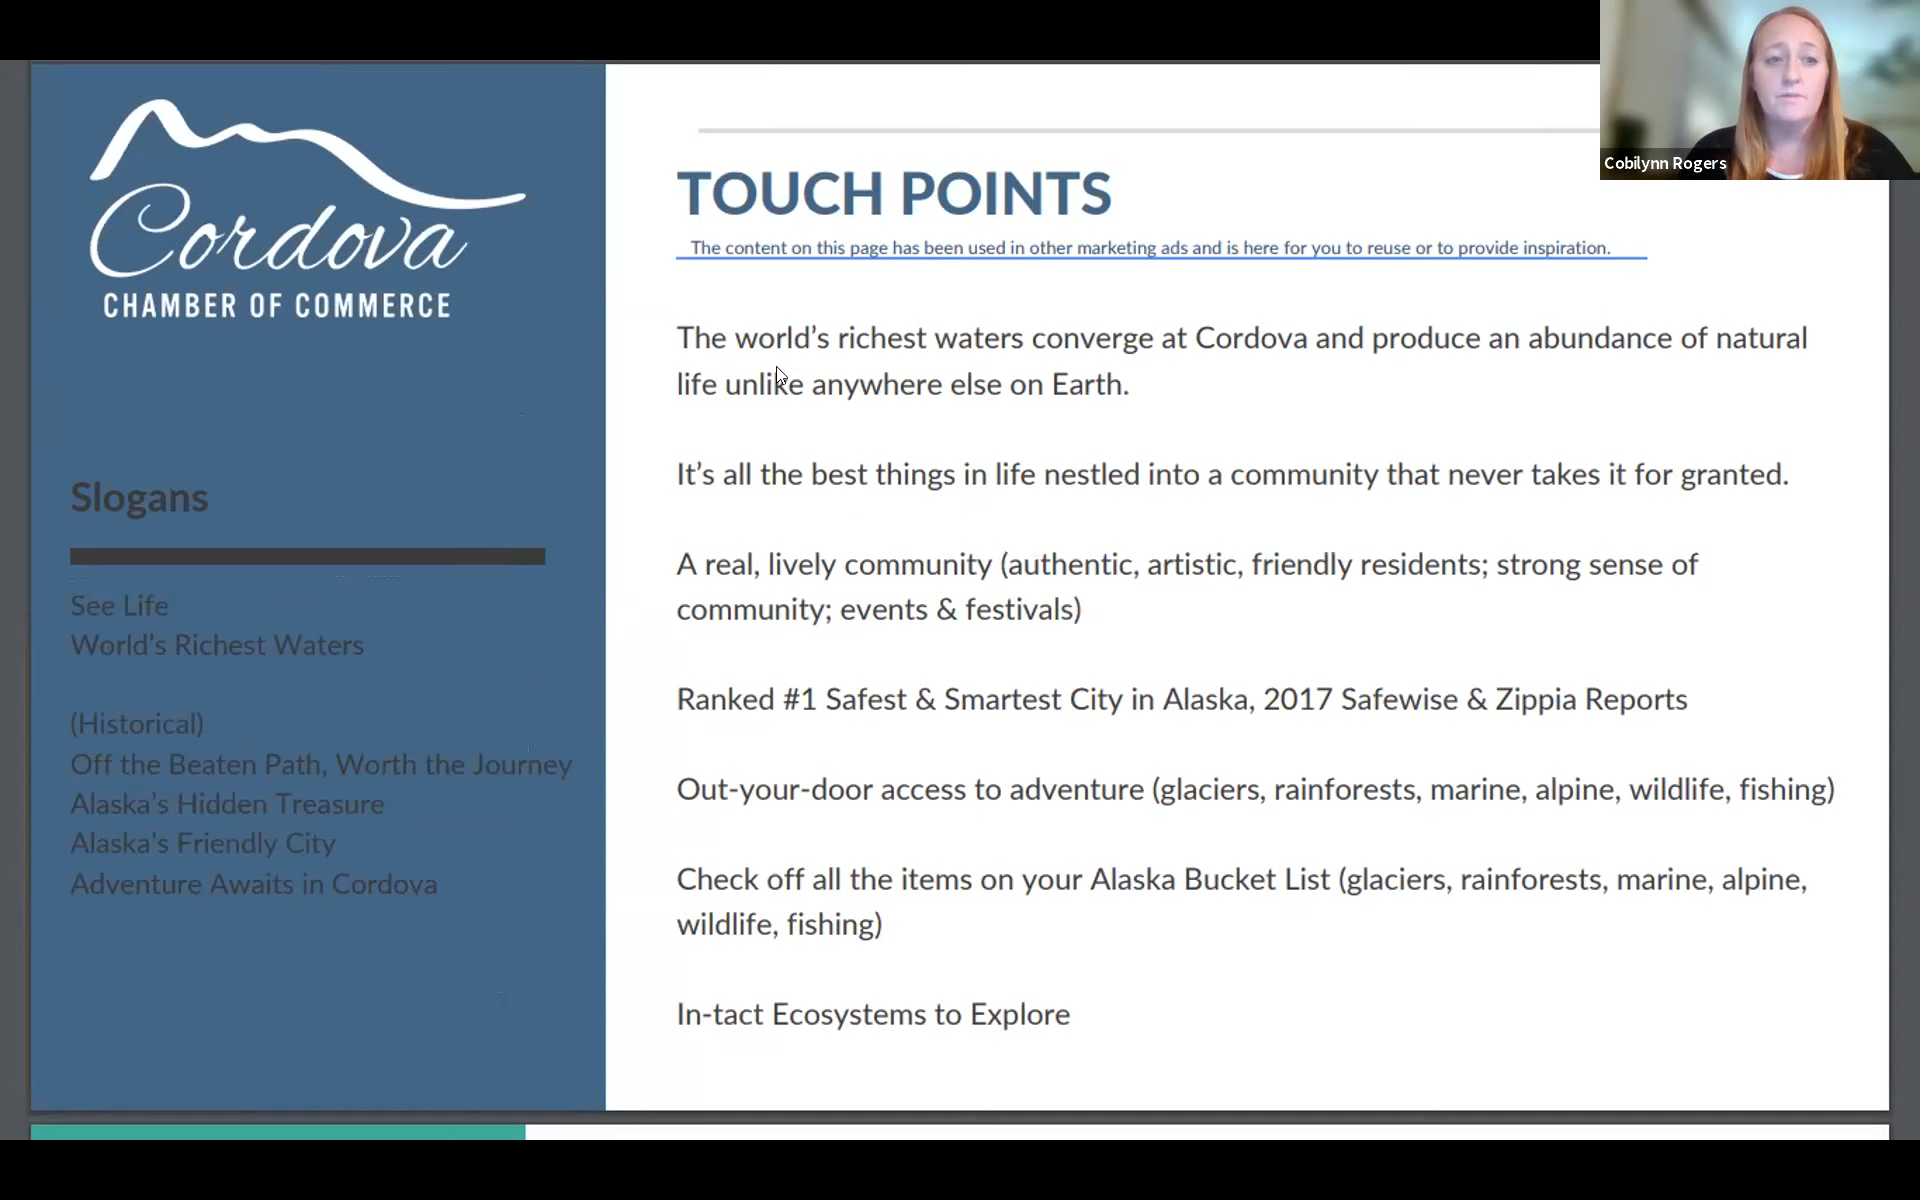 Cordova
CHAMBER OF COMMERCE
Slogans
See Life
World's Richest Waters
(Historical)
Off the Beaten Path, Worth the Journey
Alaska's Hidden Treasure
Alaska's Friendly City
Adventure Awaits in Cordova
TOUCH POINTS
The content on this page has been used in other marketing ads and is here for you to reuse or to provide inspiration.
The world’s richest waters converge at Cordova and produce an abundance of natural
life unlike anywhere else on Earth.
It’s all the best things in life nestled into a community that never takes it for granted.
A real, lively community (authentic, artistic, friendly residents; strong sense of
community; events & festivals)
Ranked #1 Safest & Smartest City in Alaska, 2017 Safewise & Zippia Reports
Out-your-door access to adventure (glaciers, rainforests, marine, alpine, wildlife, fishing)
Check off all the items on your Alaska Bucket List (glaciers, rainforests, marine, alpine,
wildlife, fishing)
In-tact Ecosystems to Explore
Cobilynn Rogers